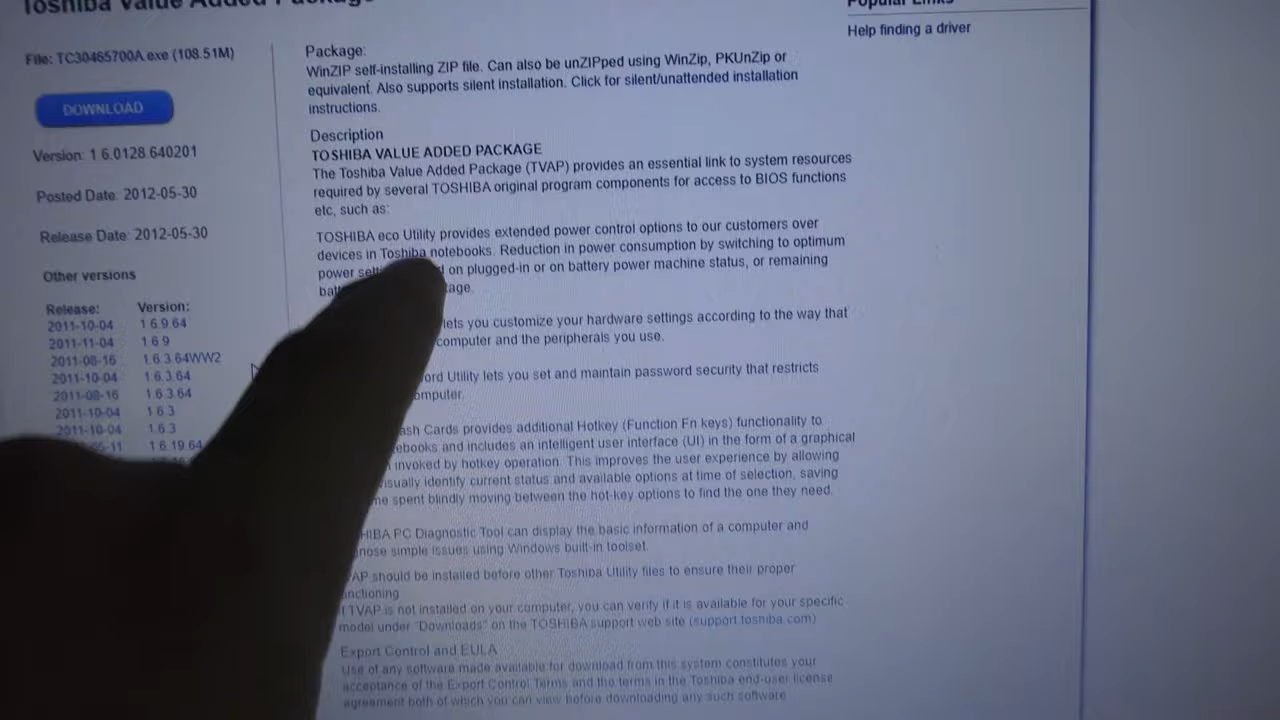 Toshiba Value Added Package
File: TC30465700A.exe (108.51M)
DOWNLOAD
Version: 1.6.0128.640201
Posted Date: 2012-05-30
Release Date: 2012-05-30
Other versions
Release: Version:
2011-10-04 1.6.9.64
2011-11-04 1.6.9
2011-08-16 1.6.3.64WW2
2011-10-04 1.6.3.64
2011-08-16 1.6.3.64
2011-10-04 1.6.3
2011-10-04 1.6.3
-11 1.6.19.64
Package:
WinZIP self-installing ZIP file. Can also be unZIPped using WinZip, PKUnZip or
equivalent. Also supports silent installation. Click for silent/unattended installation
instructions.
Description
TOSHIBA VALUE ADDED PACKAGE
The Toshiba Value Added Package (TVAP) provides an essential link to system resources
required by several TOSHIBA original program components for access to BIOS functions
etc, such as:
TOSHIBA eco Utility provides extended power control options to our customers over
devices in Toshiba notebooks. Reduction in power consumption by switching to optimum
power on plugged-in or on battery power machine status, or remaining
lets you customize your hardware settings according to the way that
computer and the peripherals you use.
Utility lets you set and maintain password security that restricts
Cards provides additional Hotkey (Function Fn keys) functionality to
and includes an intelligent user interface (UI) in the form of a graphical
invoked by hotkey operation. This improves the user experience by allowing
identify current status and available options at time of selection, saving
spent blindly moving between the hot-key options to find the one they need.
PC Diagnostic Tool can display the basic information of a computer and
simple issues using Windows built-in toolset.
should be installed before other Toshiba Utility files to ensure their proper
TVAP is not installed on your computer, you can verify if it is available for your specific
model under "Downloads" on the TOSHIBA support web site (support.toshiba.com)
Export Control and EULA
Use of any software made available for download from this system constitutes your
acceptance of the Export Control Terms and the terms in the Toshiba end-user license
agreement both of which you can view before downloading any such software
Popular Links
Help finding a driver